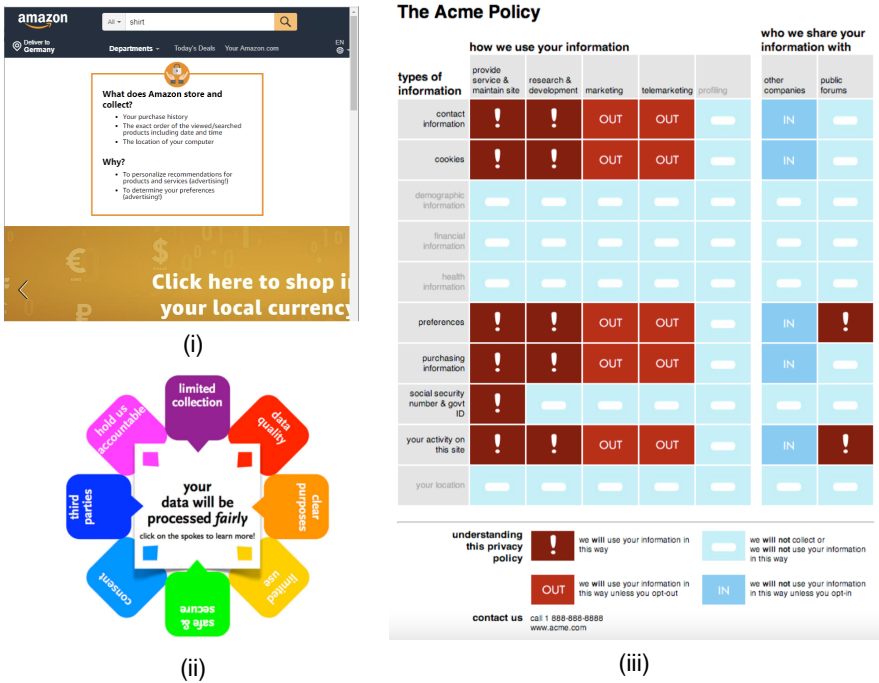 amazon
All
shirt
Deliver to
Germany
Departments
Today's Deals
Your Amazon.com
EN
What does Amazon store and
collect?
• Your purchase history
• The exact order of the viewed/searched
products including date and time
• The location of your computer
Why?
• To personalize recommendations for
products and services (advertising!)
• To determine your preferences
(advertising!)
€
$
₽
Click here to shop in
your local currency
(i)
limited
collection
data
quality
clear
purposes
limited
use
safe &
secure
consent
third
parties
hold us
accountable
your
data will be
processed fairly
click on the spokes to learn more!
(ii)
The Acme Policy
how we use your information
who we share your
information with
types of
information
provide
service &
maintain site
research &
development
marketing
telemarketing
profiling
other
companies
public
forums
contact
information
! ! OUT OUT IN
cookies
! ! OUT OUT IN
demographic
information
financial
information
health
information
preferences
! ! OUT OUT IN !
purchasing
information
! ! OUT OUT IN
social security
number & govt
ID
!
your activity on
this site
! ! OUT OUT IN !
your location
understanding
this privacy
policy
!
we will use your information in
this way
we will not collect or
we will not use your information
in this way
OUT
we will use your information in
this way unless you opt-out
IN
we will not use your information
in this way unless you opt-in
contact us
call 1 888-888-8888
www.acme.com
(iii)